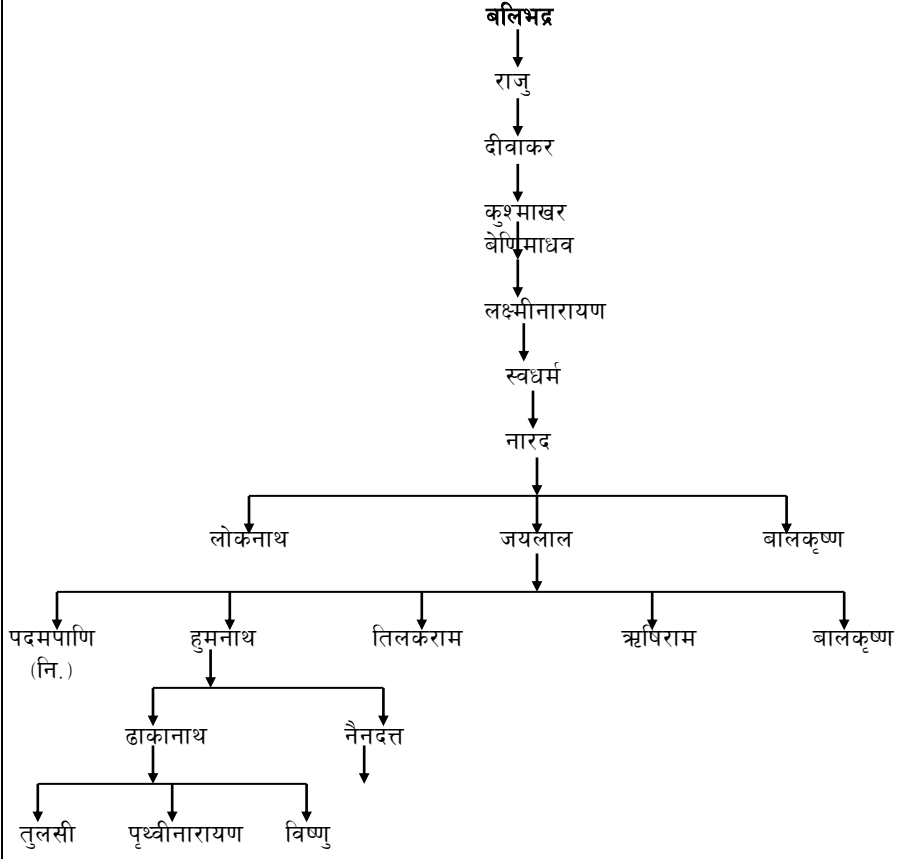 बलिभद्र
राजु
दीवाकर
कुश्माखर
बेणिमाधव
लक्ष्मीनारायण
स्वधर्म
नारद
लोकनाथ जयलाल बालकृष्ण
पदमपाणि हुमनाथ तिलकराम ऋषिराम बालकृष्ण
(नि.)
ढाकानाथ नैनदत्त
तुलसी पृथ्वीनारायण विष्णु